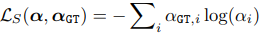 ℒ_S(𝜶, 𝜶_GT) = − ∑_i α_GT,i log(α_i)